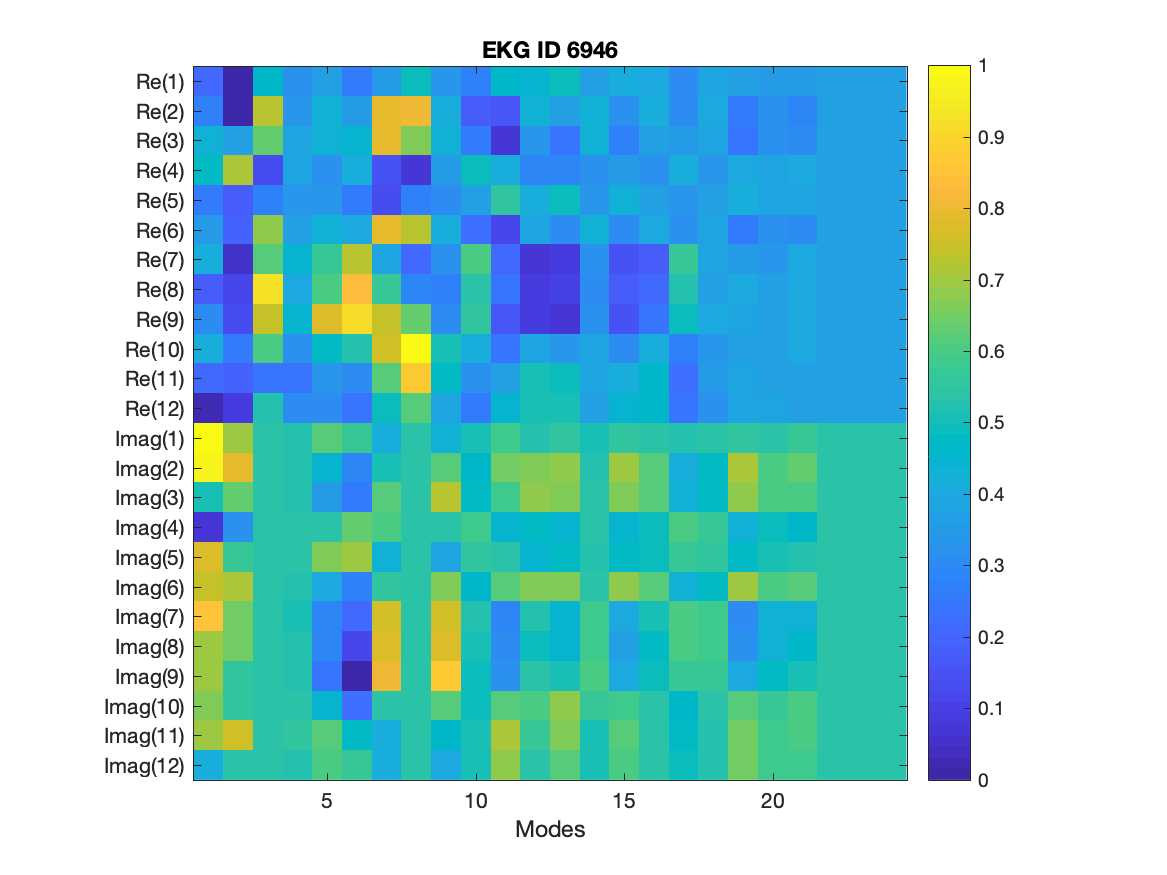 EKG ID 6946
Re(1)
Re(2)
Re(3)
Re(4)
Re(5)
Re(6)
Re(7)
Re(8)
Re(9)
Re(10)
Re(11)
Re(12)
Imag(1)
Imag(2)
Imag(3)
Imag(4)
Imag(5)
Imag(6)
Imag(7)
Imag(8)
Imag(9)
Imag(10)
Imag(11)
Imag(12)
5 10 15 20
Modes
1
0.9
0.8
0.7
0.6
0.5
0.4
0.3
0.2
0.1
0